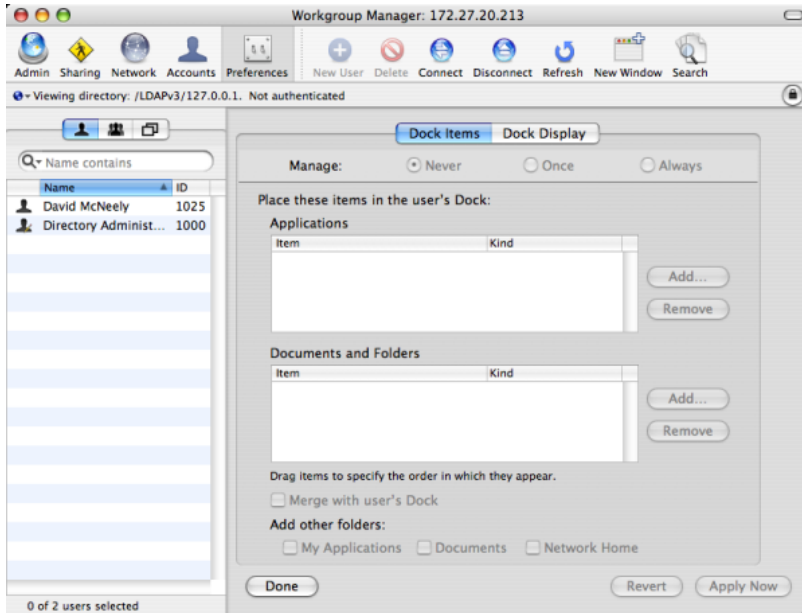 Workgroup Manager: 172.27.20.213
Admin Sharing Network Accounts Preferences New User Delete Connect Disconnect Refresh New Window Search
Viewing directory: /LDAPv3/127.0.0.1. Not authenticated
Dock Items Dock Display
Name contains
Manage: Never Once Always
Name ID
David McNeely 1025
Directory Administ... 1000
Place these items in the user's Dock:
Applications
Item Kind
Add...
Remove
Documents and Folders
Item Kind
Add...
Remove
Drag items to specify the order in which they appear.
Merge with user's Dock
Add other folders:
My Applications Documents Network Home
Done Revert Apply Now
0 of 2 users selected